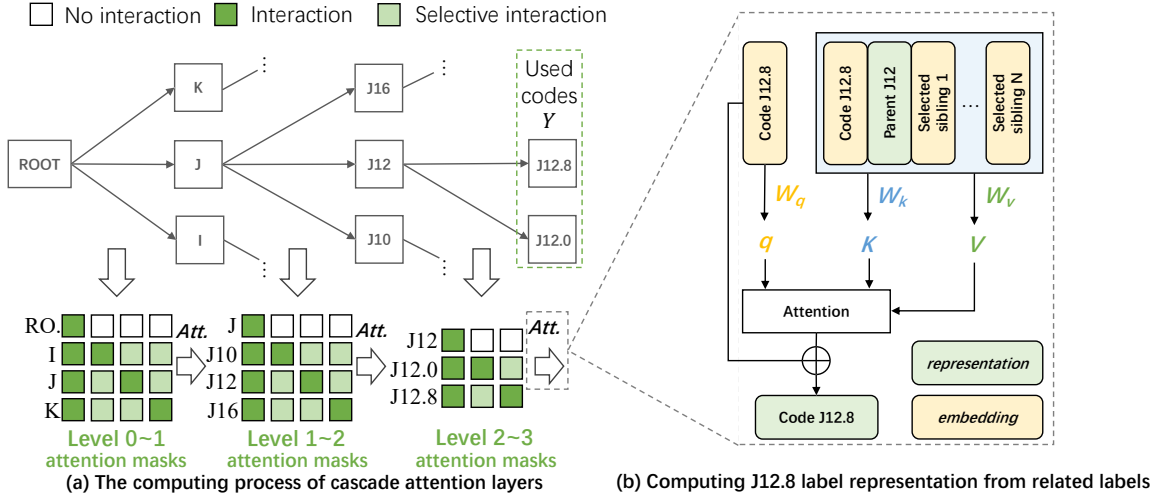 No interaction
Interaction
Selective interaction
K
⋮
J16
⋮
Used
codes
Y
ROOT
J
J12
J12.8
I
⋮
J10
⋮
J12.0
RO.
I
J
K
Att.
J
J10
J12
J16
Att.
J12
J12.0
J12.8
Att.
Level 0~1
attention masks
Level 1~2
attention masks
Level 2~3
attention masks
(a) The computing process of cascade attention layers
Code J12.8
Code J12.8
Parent J12
Selected
sibling 1
...
Selected
sibling N
Wq
Wk
Wv
q
K
V
Attention
Code J12.8
representation
embedding
(b) Computing J12.8 label representation from related labels